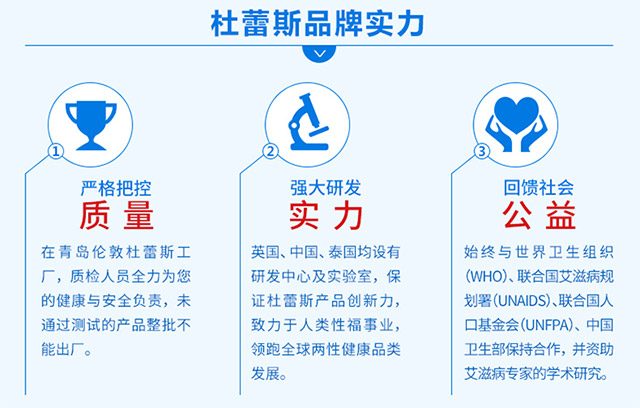 杜蕾斯品牌实力
1
严格把控
质量
在青岛伦敦杜蕾斯工
厂，质检人员全力为您
的健康与安全负责，未
通过测试的产品整批不
能出厂。
2
强大研发
实力
英国、中国、泰国均设有
研发中心及实验室，保
证杜蕾斯产品创新力，
致力于人类性福事业，
领跑全球两性健康品类
发展。
3
回馈社会
公益
始终与世界卫生组织
(WHO)、联合国艾滋病规
划署(UNAIDS)、联合国人
口基金会(UNFPA)、中国
卫生部保持合作，并资助
艾滋病专家的学术研究。